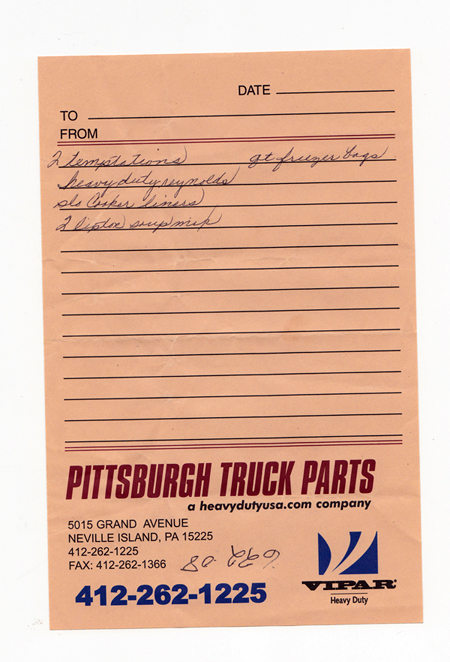 DATE
TO
FROM
2 temptations qt freezer bags
heavy duty reynolds
slo Cooker liners
2 lipton soup mix
PITTSBURGH TRUCK PARTS
a heavydutyusa.com company
5015 GRAND AVENUE
NEVILLE ISLAND, PA 15225
412-262-1225
FAX: 412-262-1366
412-262-1225
VIPAR
Heavy Duty